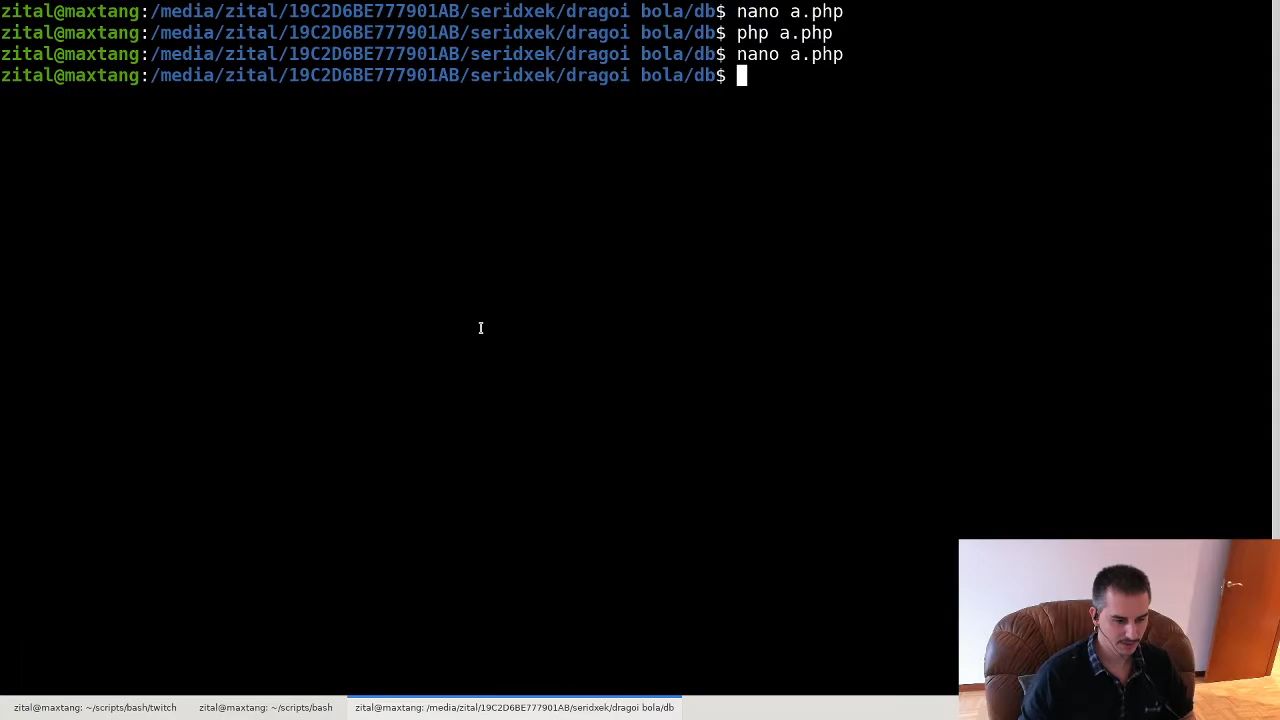 zital@maxtang:/media/zital/19C2D6BE777901AB/seridxek/dragoi bola/db$ nano a.php
zital@maxtang:/media/zital/19C2D6BE777901AB/seridxek/dragoi bola/db$ php a.php
zital@maxtang:/media/zital/19C2D6BE777901AB/seridxek/dragoi bola/db$ nano a.php
zital@maxtang:/media/zital/19C2D6BE777901AB/seridxek/dragoi bola/db$
zital@maxtang: ~/scripts/bash/twitch
zital@maxtang: ~/scripts/bash
zital@maxtang: /media/zital/19C2D6BE777901AB/seridxek/dragoi bola/db